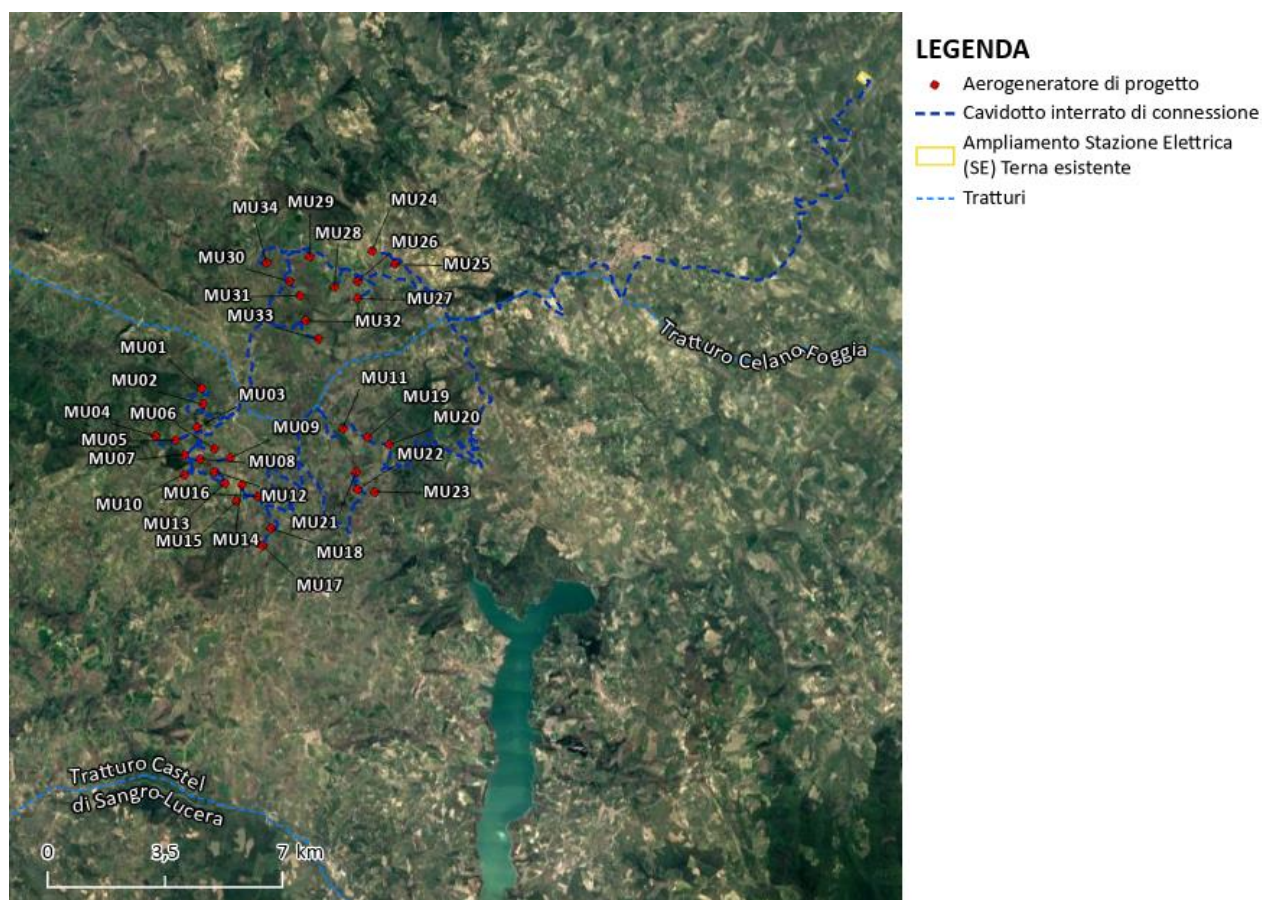 LEGENDA
Aerogeneratore di progetto
Cavidotto interrato di connessione
Ampliamento Stazione Elettrica
(SE) Terna esistente
Tratturi
MU24
MU29
MU34
MU28
MU26
MU30
MU25
MU31
MU27
MU33
MU32
Tratturo Celano-Foggia
MU01
MU11
MU02
MU03
MU19
MU04
MU06
MU09
MU20
MU05
MU22
MU07
MU08
MU16
MU12
MU23
MU10
MU13
MU21
MU15
MU14
MU18
MU17
Tratturo Castel
di Sangro-Lucera
0 3,5 7 km